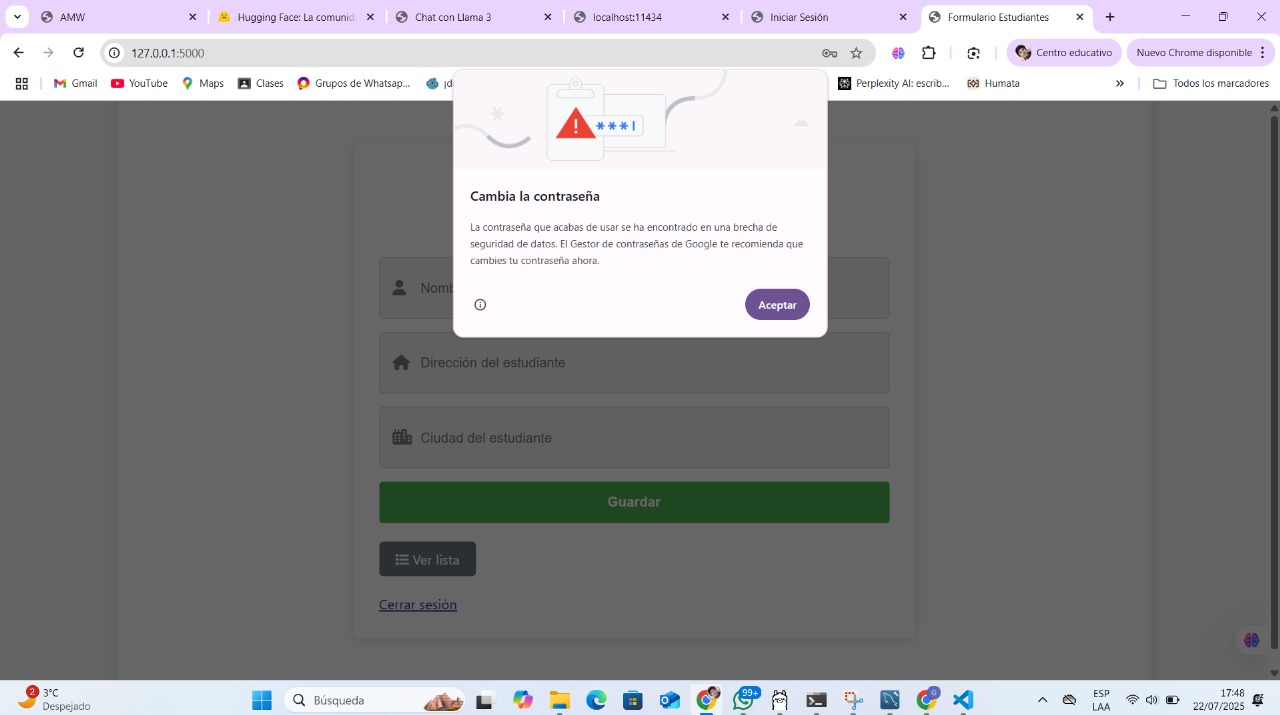 AMW
Hugging Face: La comunid
Chat con Llama 3
localhost:11434
Iniciar Sesión
Formulario Estudiantes
127.0.0.1:5000
Centro educativo
Nuevo Chrome disponible
Gmail
YouTube
Maps
Clases
Grupos de Whatsap...
Perplexity AI: escrib...
Humata
»
Todos los marcadores
***|
Cambia la contraseña
La contraseña que acabas de usar se ha encontrado en una brecha de
seguridad de datos. El Gestor de contraseñas de Google te recomienda que
cambies tu contraseña ahora.
Aceptar
Dirección del estudiante
Ciudad del estudiante
Guardar
Ver lista
Cerrar sesión
2
3°C
Despejado
Búsqueda
99+
G
ESP
LAA
17:48
22/07/2025